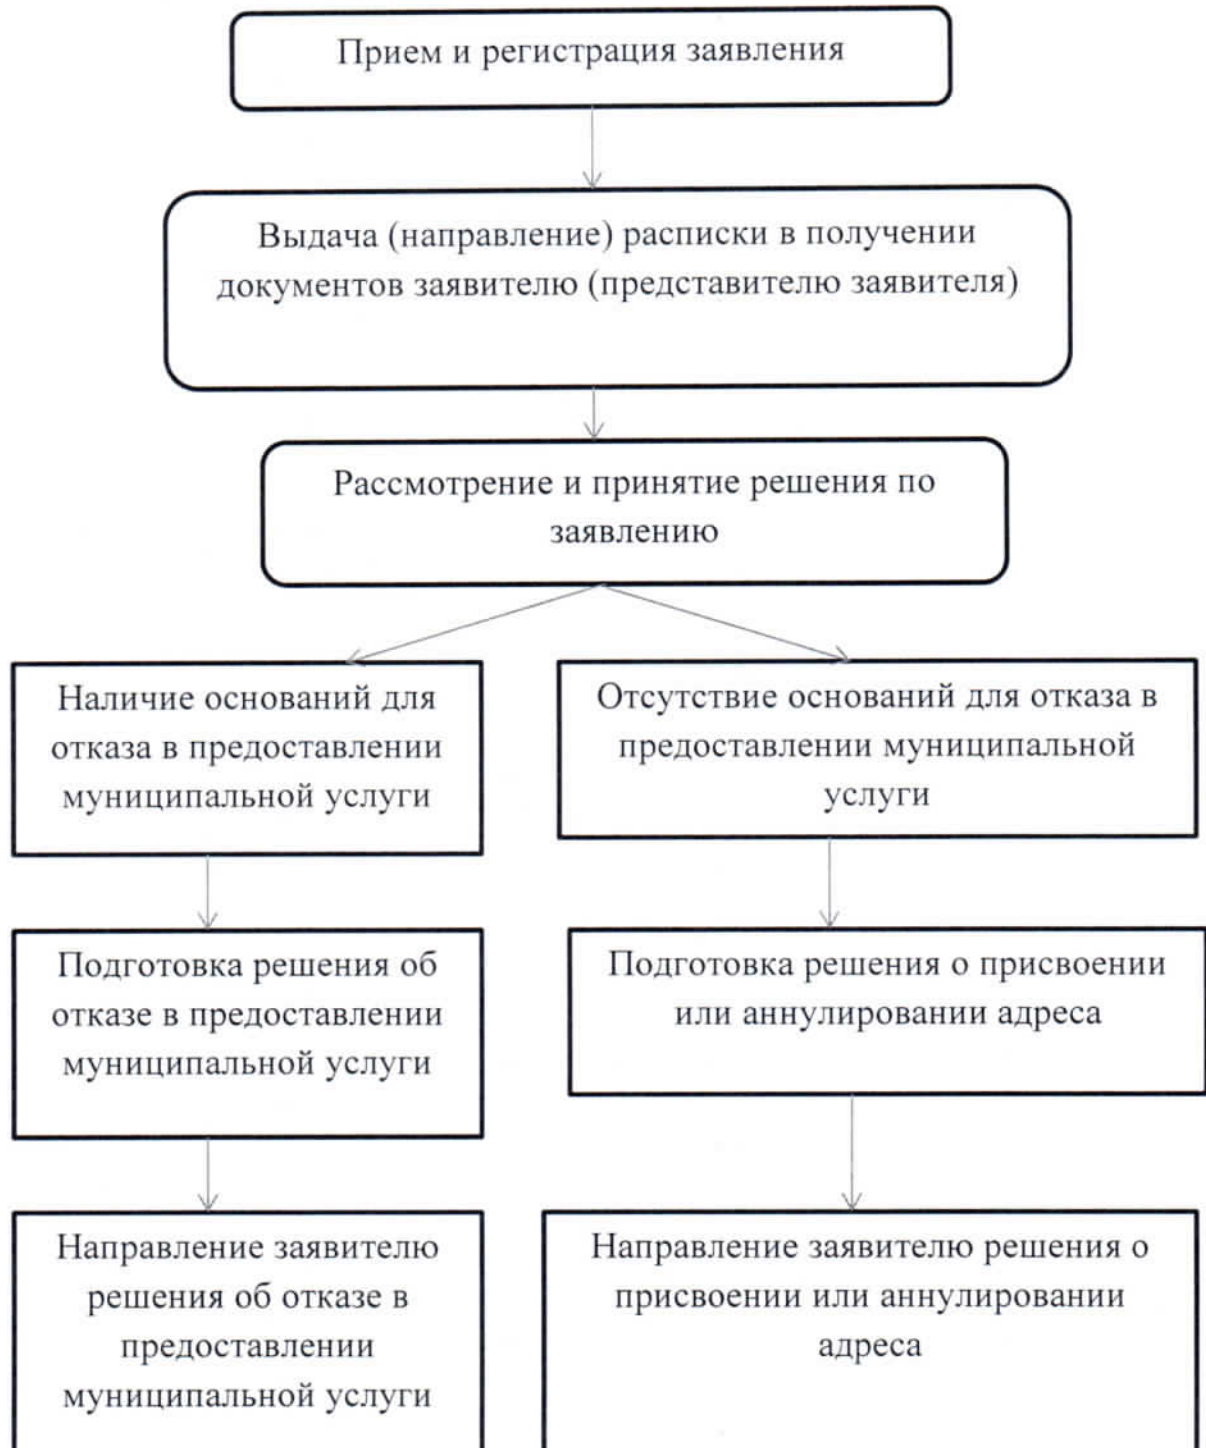 Прием и регистрация заявления
Выдача (направление) расписки в получении
документов заявителю (представителю заявителя)
Рассмотрение и принятие решения по
заявлению
Наличие оснований для
отказа в предоставлении
муниципальной услуги
Отсутствие оснований для отказа в
предоставлении муниципальной
услуги
Подготовка решения об
отказе в предоставлении
муниципальной услуги
Подготовка решения о присвоении
или аннулировании адреса
Направление заявителю
решения об отказе в
предоставлении
муниципальной услуги
Направление заявителю решения о
присвоении или аннулировании
адреса